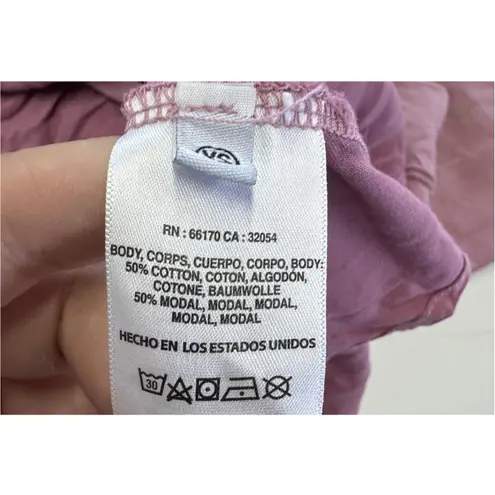 RN : 66170 CA : 32054
BODY, CORPS, CUERPO, CORPO, BODY:
50% COTTON, COTON, ALGODÓN,
COTONE, BAUMWOLLE
50% MODAL, MODAL, MODAL,
MODAL, MODAL
HECHO EN LOS ESTADOS UNIDOS
30